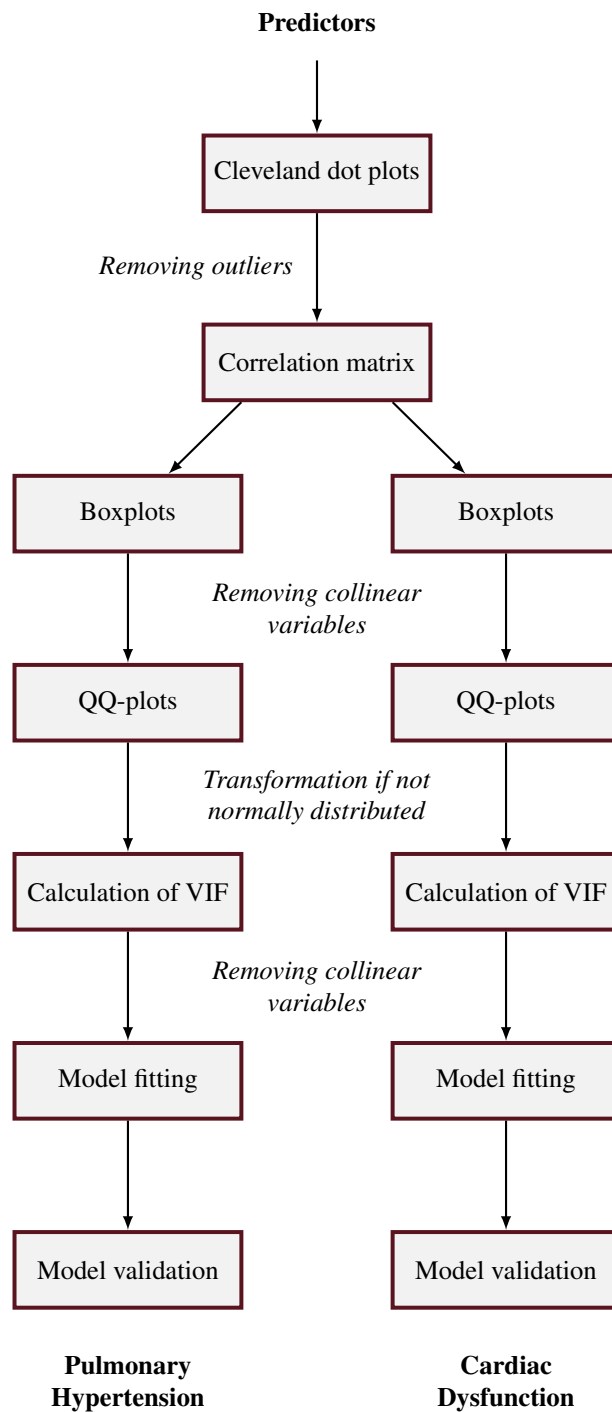 Predictors
Cleveland dot plots
Removing outliers
Correlation matrix
Boxplots
Boxplots
Removing collinear
variables
QQ-plots
QQ-plots
Transformation if not
normally distributed
Calculation of VIF
Calculation of VIF
Removing collinear
variables
Model fitting
Model fitting
Model validation
Model validation
Pulmonary
Hypertension
Cardiac
Dysfunction